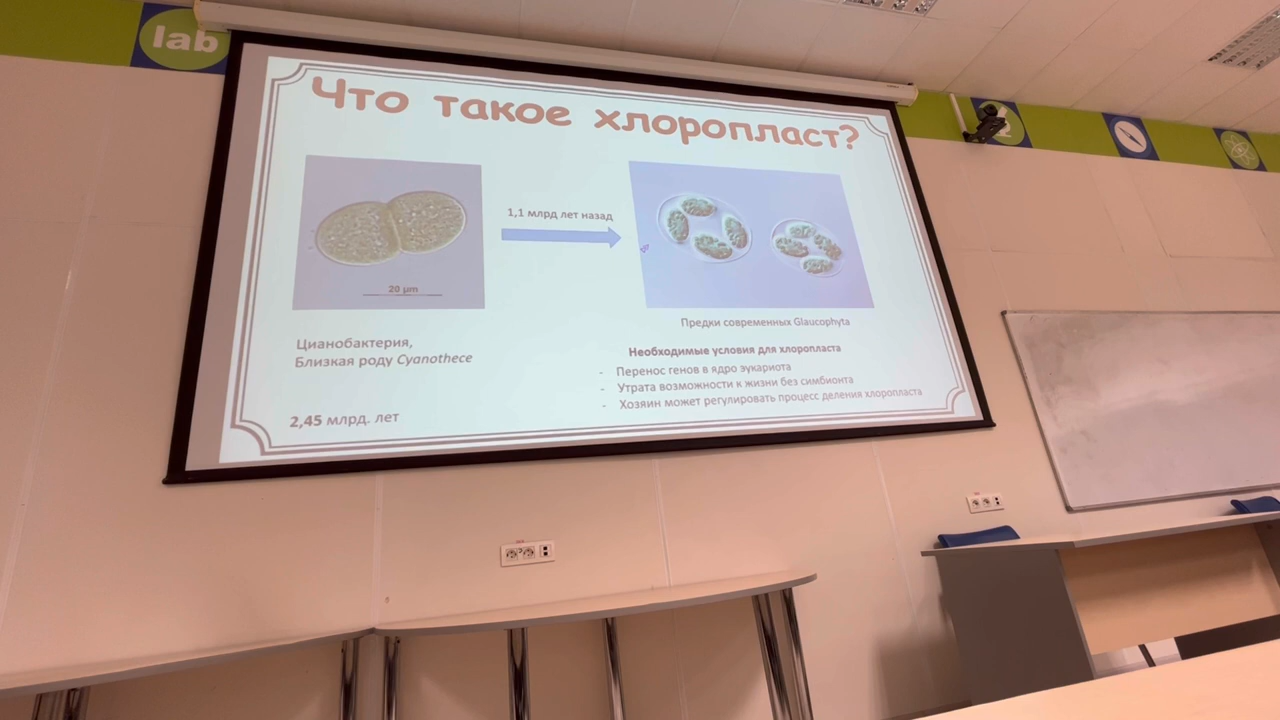 lab
Что такое хлоропласт?
1,1 млрд лет назад
20 µm
Предки современных Glaucophyta
Цианобактерия,
Близкая роду Cyanothece
Необходимые условия для хлоропласта
- Перенос генов в ядро эукариота
- Утрата возможности к жизни без симбионта
- Хозяин может регулировать процесс деления хлоропласта
2,45 млрд. лет